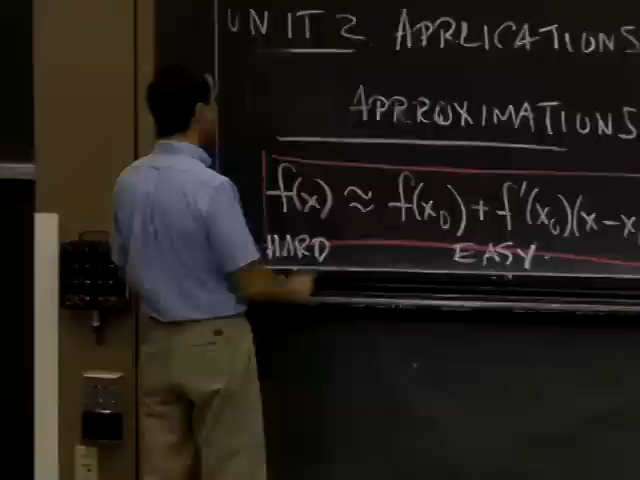 UNIT 2 APPLICATIONS
APPROXIMATIONS
f(x) ≈ f(x₀) + f'(x₀)(x-x
HARD EASY